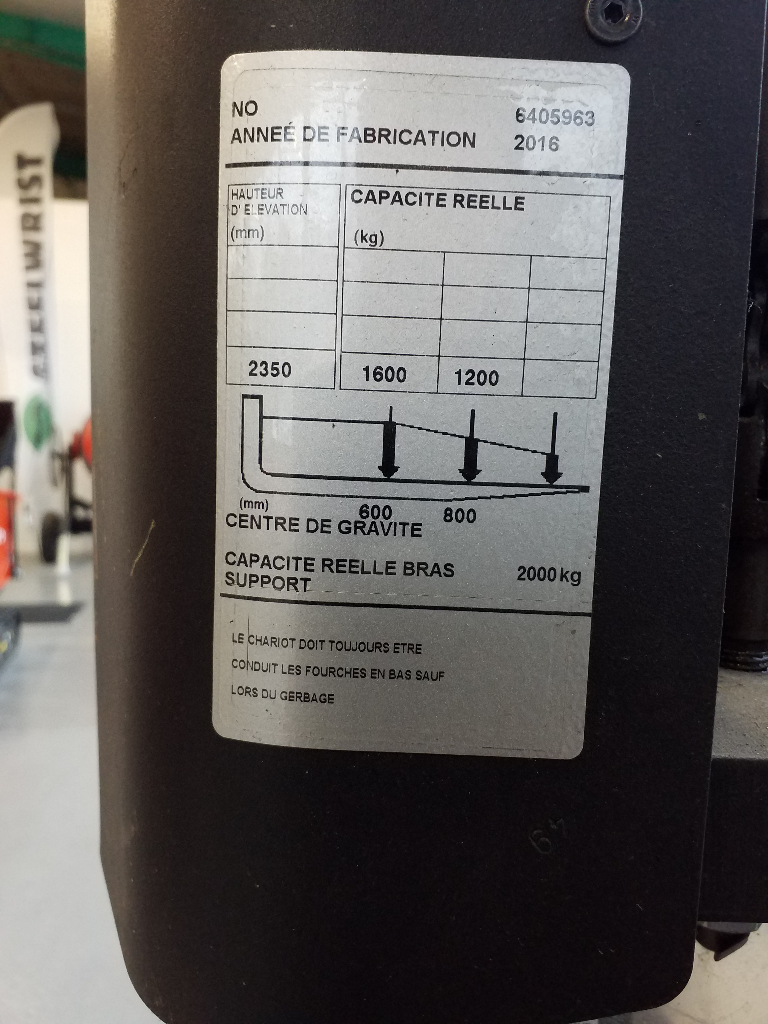 NO 6405963
ANNEÉ DE FABRICATION 2016
HAUTEUR
D' ELEVATION
(mm)
CAPACITE REELLE
(kg)
2350 1600 1200
(mm) 600 800
CENTRE DE GRAVITE
CAPACITE REELLE BRAS
SUPPORT 2000kg
LE CHARIOT DOIT TOUJOURS ETRE
CONDUIT LES FOURCHES EN BAS SAUF
LORS DU GERBAGE
STEELWRIST